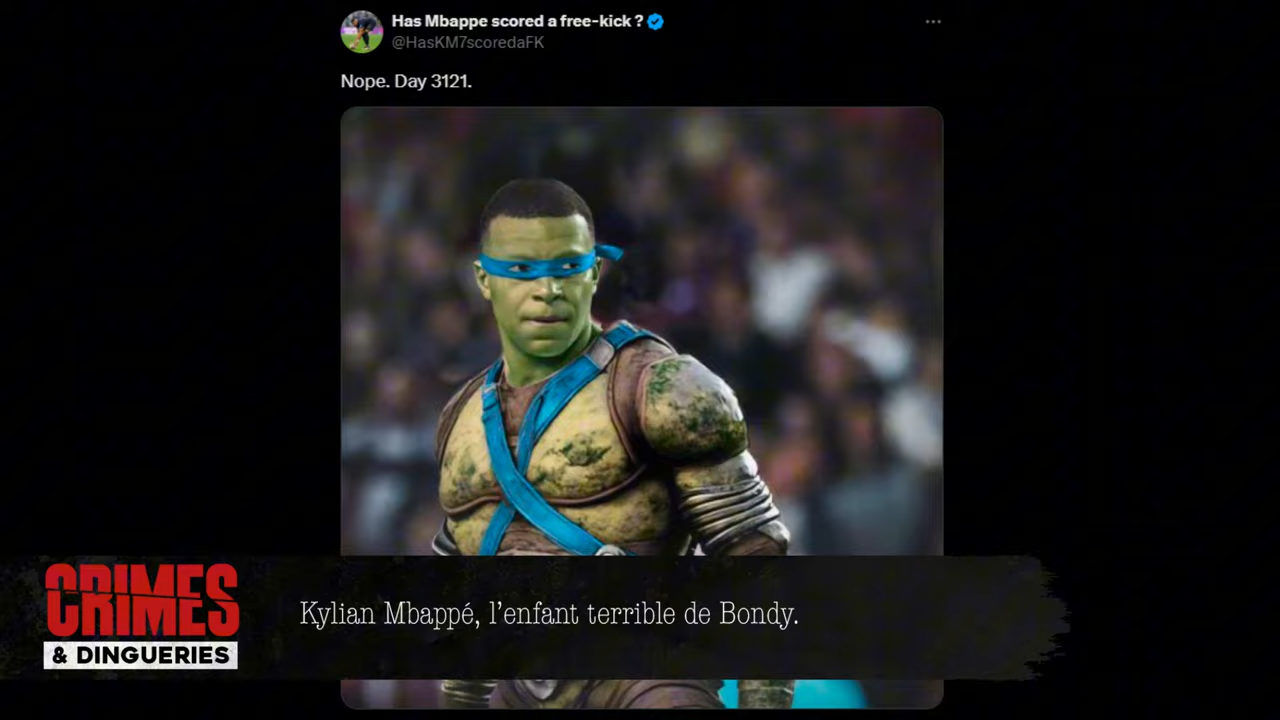 Has Mbappe scored a free-kick ?
@HasKM7scoredaFK
Nope. Day 3121.
CRIMES
& DINGUERIES
Kylian Mbappé, l'enfant terrible de Bondy.